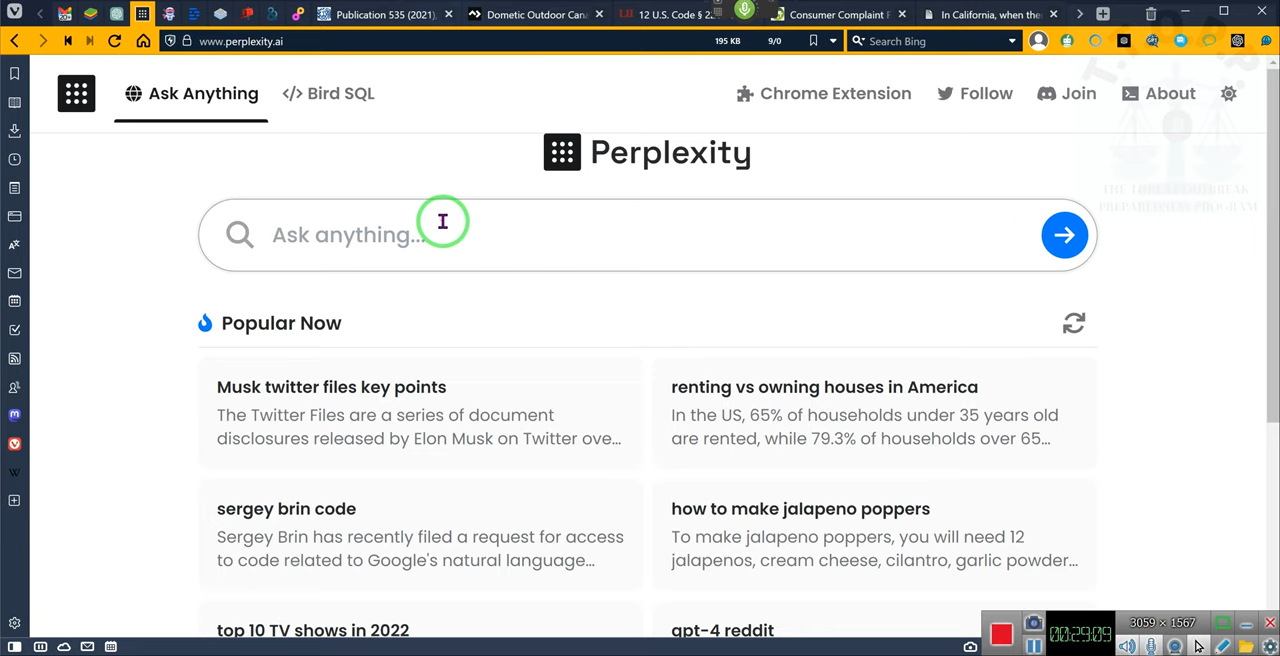 Publication 535 (2021),
Dometic Outdoor Can
LII 12 U.S. Code § 2
Consumer Complaint F
In California, when the
www.perplexity.ai
195 KB
9/0
Search Bing
Ask Anything
</> Bird SQL
Chrome Extension
Follow
Join
About
Perplexity
Ask anything...
Popular Now
Musk twitter files key points
The Twitter Files are a series of document
disclosures released by Elon Musk on Twitter ove...
renting vs owning houses in America
In the US, 65% of households under 35 years old
are rented, while 79.3% of households over 65...
sergey brin code
Sergey Brin has recently filed a request for access
to code related to Google's natural language...
how to make jalapeno poppers
To make jalapeno poppers, you will need 12
jalapenos, cream cheese, cilantro, garlic powder...
top 10 TV shows in 2022
gpt-4 reddit
00:29:09
3059 × 1567